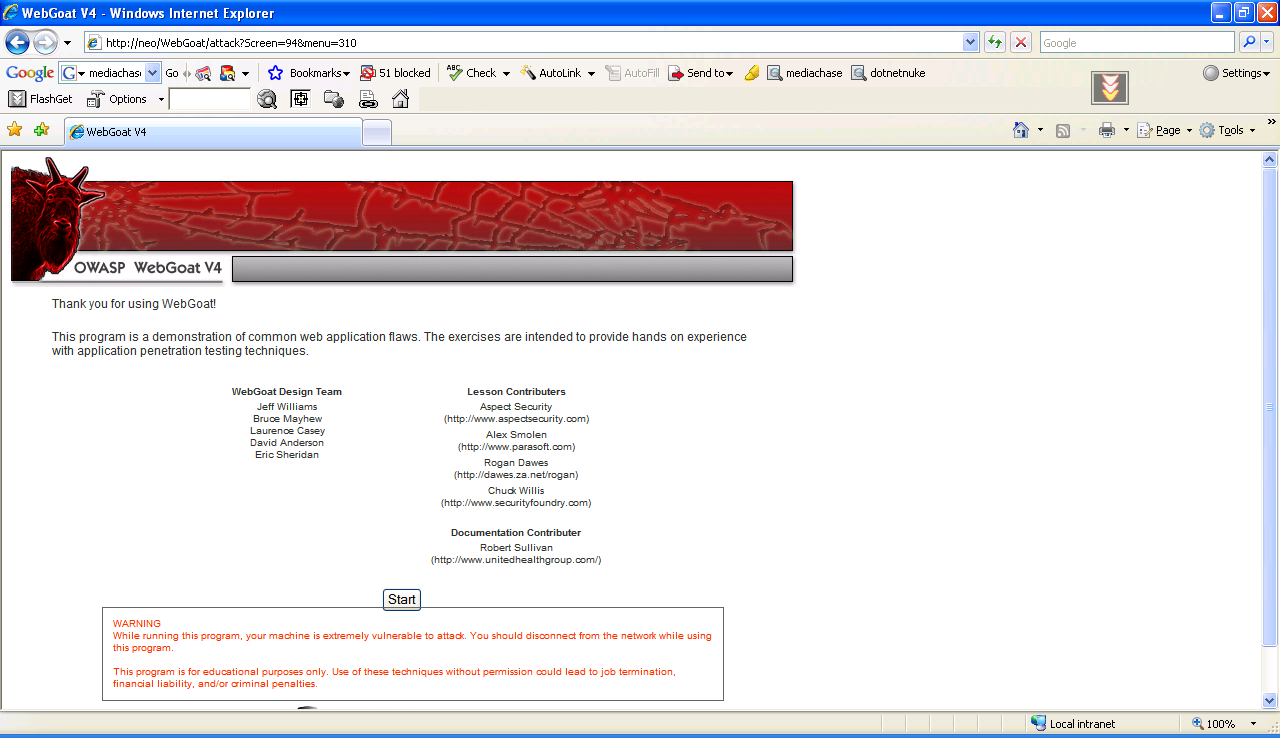 WebGoat V4 - Windows Internet Explorer
http://neo/WebGoat/attack?Screen=94&menu=310
Google
Google
G
mediachas
Go
Bookmarks
51 blocked
ABC
Check
AutoLink
AutoFill
Send to
mediachase
dotnetnuke
Settings
FlashGet
Options
WebGoat V4
Page
Tools
»
OWASP WebGoat V4
Thank you for using WebGoat!
This program is a demonstration of common web application flaws. The exercises are intended to provide hands on experience
with application penetration testing techniques.
WebGoat Design Team
Jeff Williams
Bruce Mayhew
Laurence Casey
David Anderson
Eric Sheridan
Lesson Contributers
Aspect Security
(http://www.aspectsecurity.com)
Alex Smolen
(http://www.parasoft.com)
Rogan Dawes
(http://dawes.za.net/rogan)
Chuck Willis
(http://www.securityfoundry.com)
Documentation Contributer
Robert Sullivan
(http://www.unitedhealthgroup.com/)
Start
WARNING
While running this program, your machine is extremely vulnerable to attack. You should disconnect from the network while using
this program.
This program is for educational purposes only. Use of these techniques without permission could lead to job termination,
financial liability, and/or criminal penalties.
Local intranet
100%